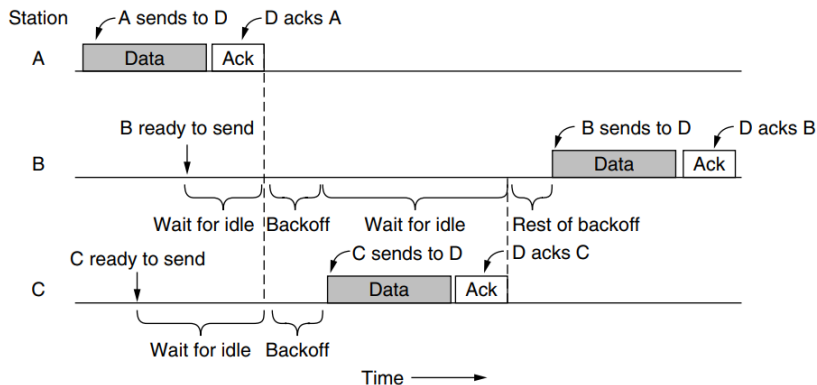 Station
A sends to D
D acks A
A
Data
Ack
B ready to send
B sends to D
D acks B
B
Data
Ack
Wait for idle
Backoff
Wait for idle
Rest of backoff
C ready to send
C sends to D
D acks C
C
Data
Ack
Wait for idle
Backoff
Time